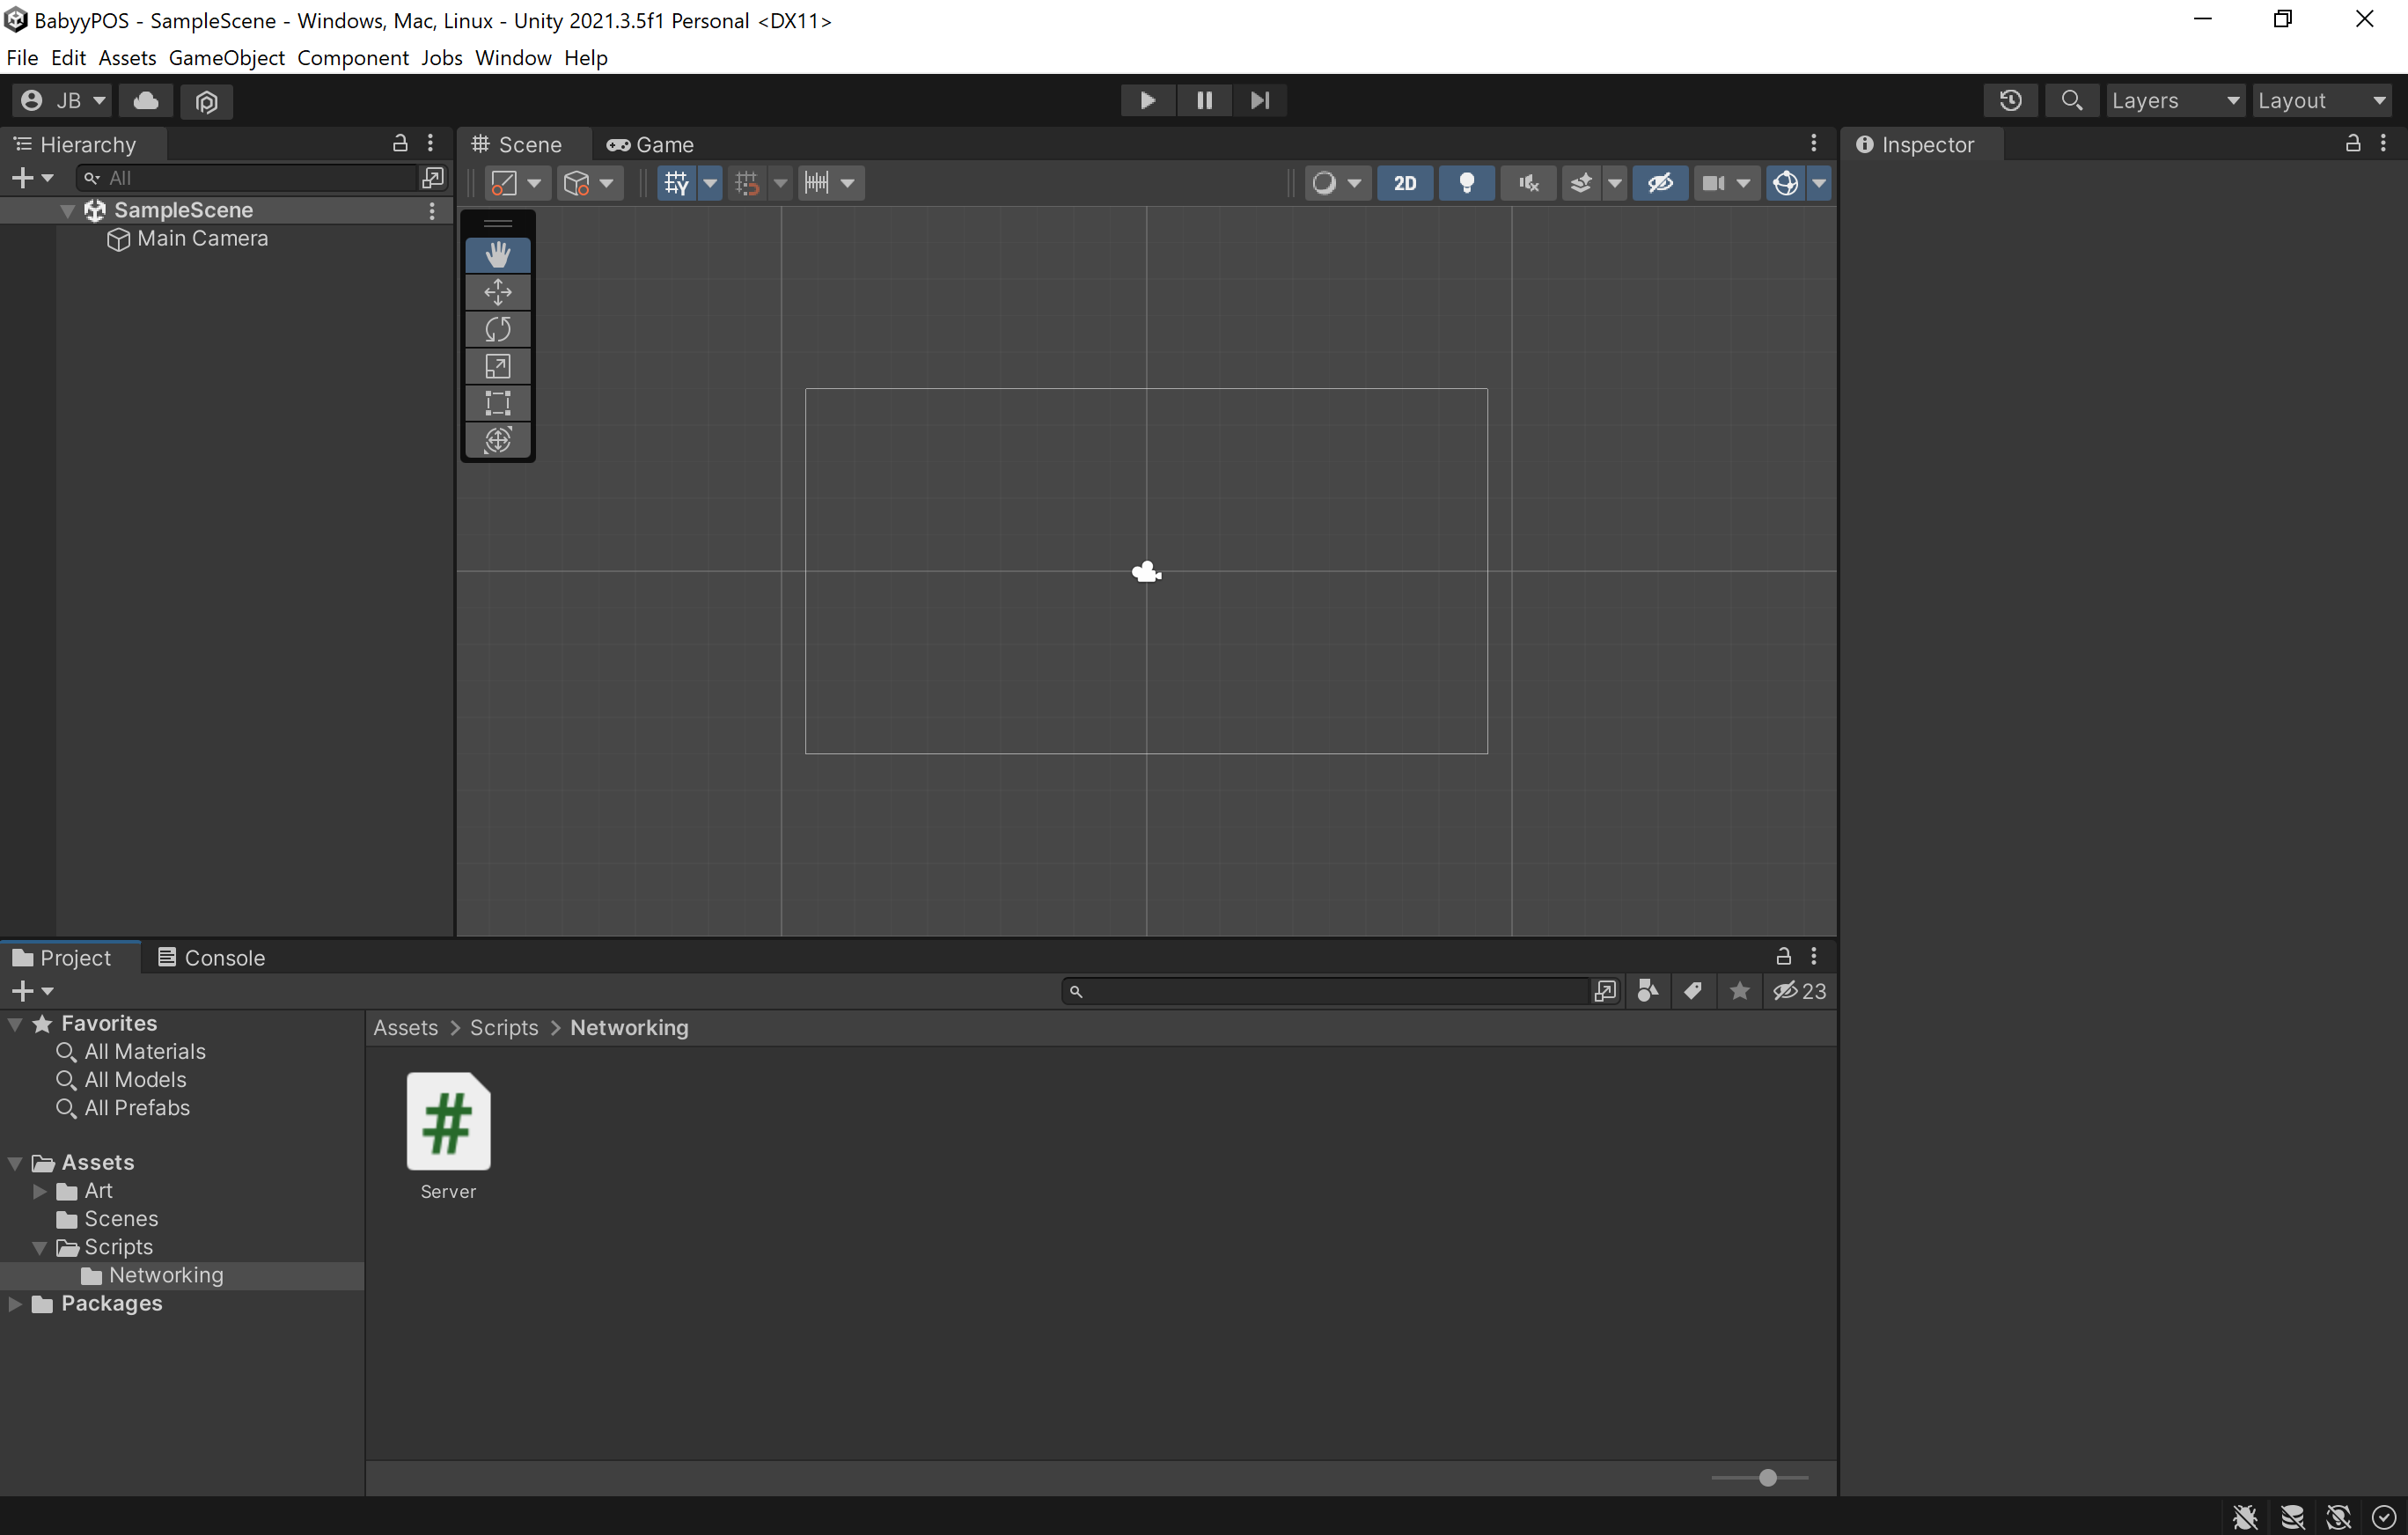 BabyyPOS - SampleScene - Windows, Mac, Linux - Unity 2021.3.5f1 Personal <DX11>
File Edit Assets GameObject Component Jobs Window Help
JB
Layers
Layout
Hierarchy
Scene
Game
Inspector
All
2D
SampleScene
Main Camera
Project
Console
23
Favorites
All Materials
All Models
All Prefabs
Assets
Art
Scenes
Scripts
Networking
Packages
Assets > Scripts > Networking
Server